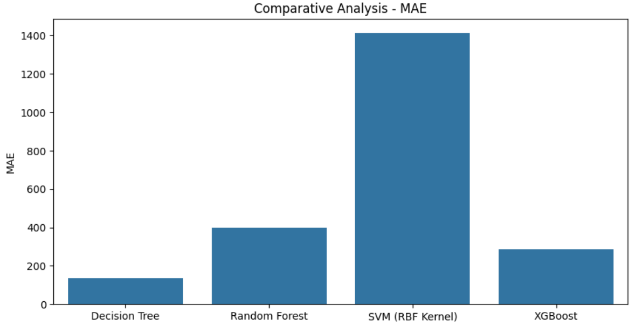 Comparative Analysis - MAE
1400
1200
1000
800
600
400
200
0
MAE
Decision Tree
Random Forest
SVM (RBF Kernel)
XGBoost